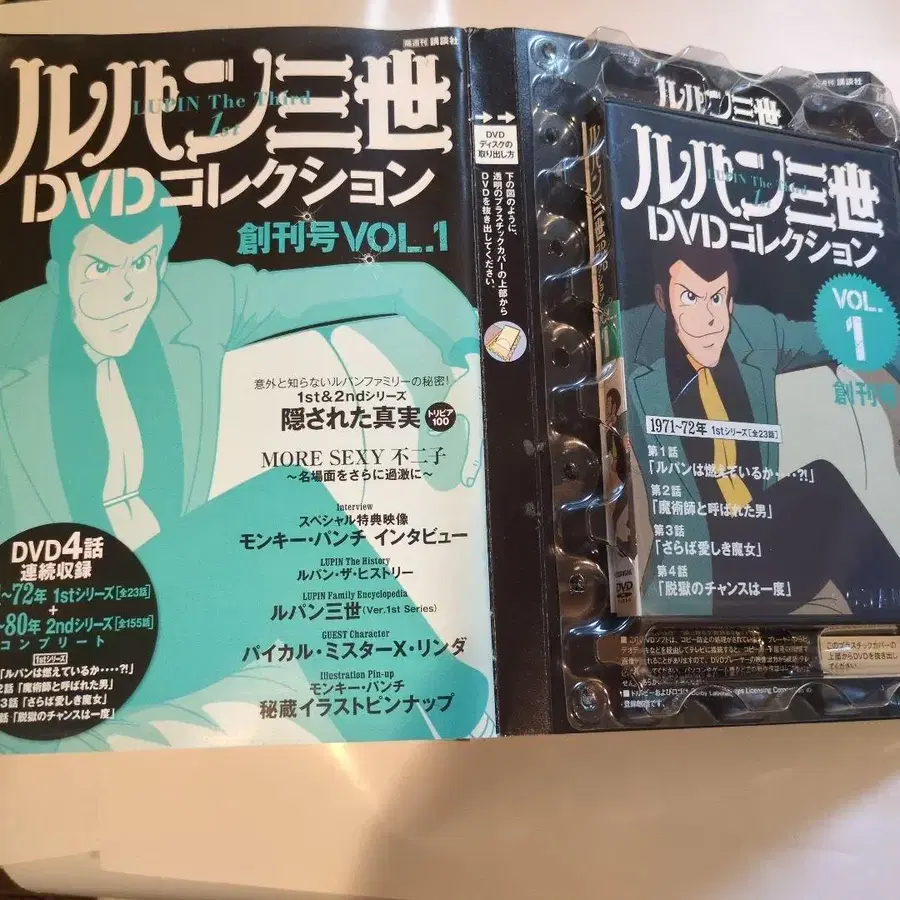 隔週刊 講談社
ルパン三世
LUPIN The Third
1st
DVDコレクション
創刊号VOL.1
意外と知らないルパンファミリーの秘密!
1st&2ndシリーズ
隠された真実 トリビア100
MORE SEXY 不二子
〜名場面をさらに過激に〜
Interview
スペシャル特典映像
モンキー・パンチ インタビュー
LUPIN The History
ルパン・ザ・ヒストリー
LUPIN Family Encyclopedia
ルパン三世(Ver.1st Series)
GUEST Character
パイカル・ミスターX・リンダ
Illustration Pin-up
モンキー・パンチ
秘蔵イラストピンナップ
DVD4話
連続収録
〜72年 1stシリーズ[全23話]
+
〜80年 2ndシリーズ[全155話]
コンプリート
1stシリーズ
「ルパンは燃えているか・・・・?!」
2話「魔術師と呼ばれた男」
3話「さらば愛しき魔女」
話「脱獄のチャンスは一度」
DVD
ディスクの
取り出し方
下の図のように、
透明のプラスチックカバーの上部から
DVDを抜き出してください。
講談社
ルパン三世
ルパン三世
LUPIN The Third
DVDコレクション
VOL.
1
創刊
1971〜72年 1stシリーズ[全23話]
第1話
「ルパンは燃えているか・・・・?!」
第2話
「魔術師と呼ばれた男」
第3話
「さらば愛しき魔女」
第4話
「脱獄のチャンスは一度」
DVD
このプラスチックカバーの
上部からDVDを抜き出し
てください。